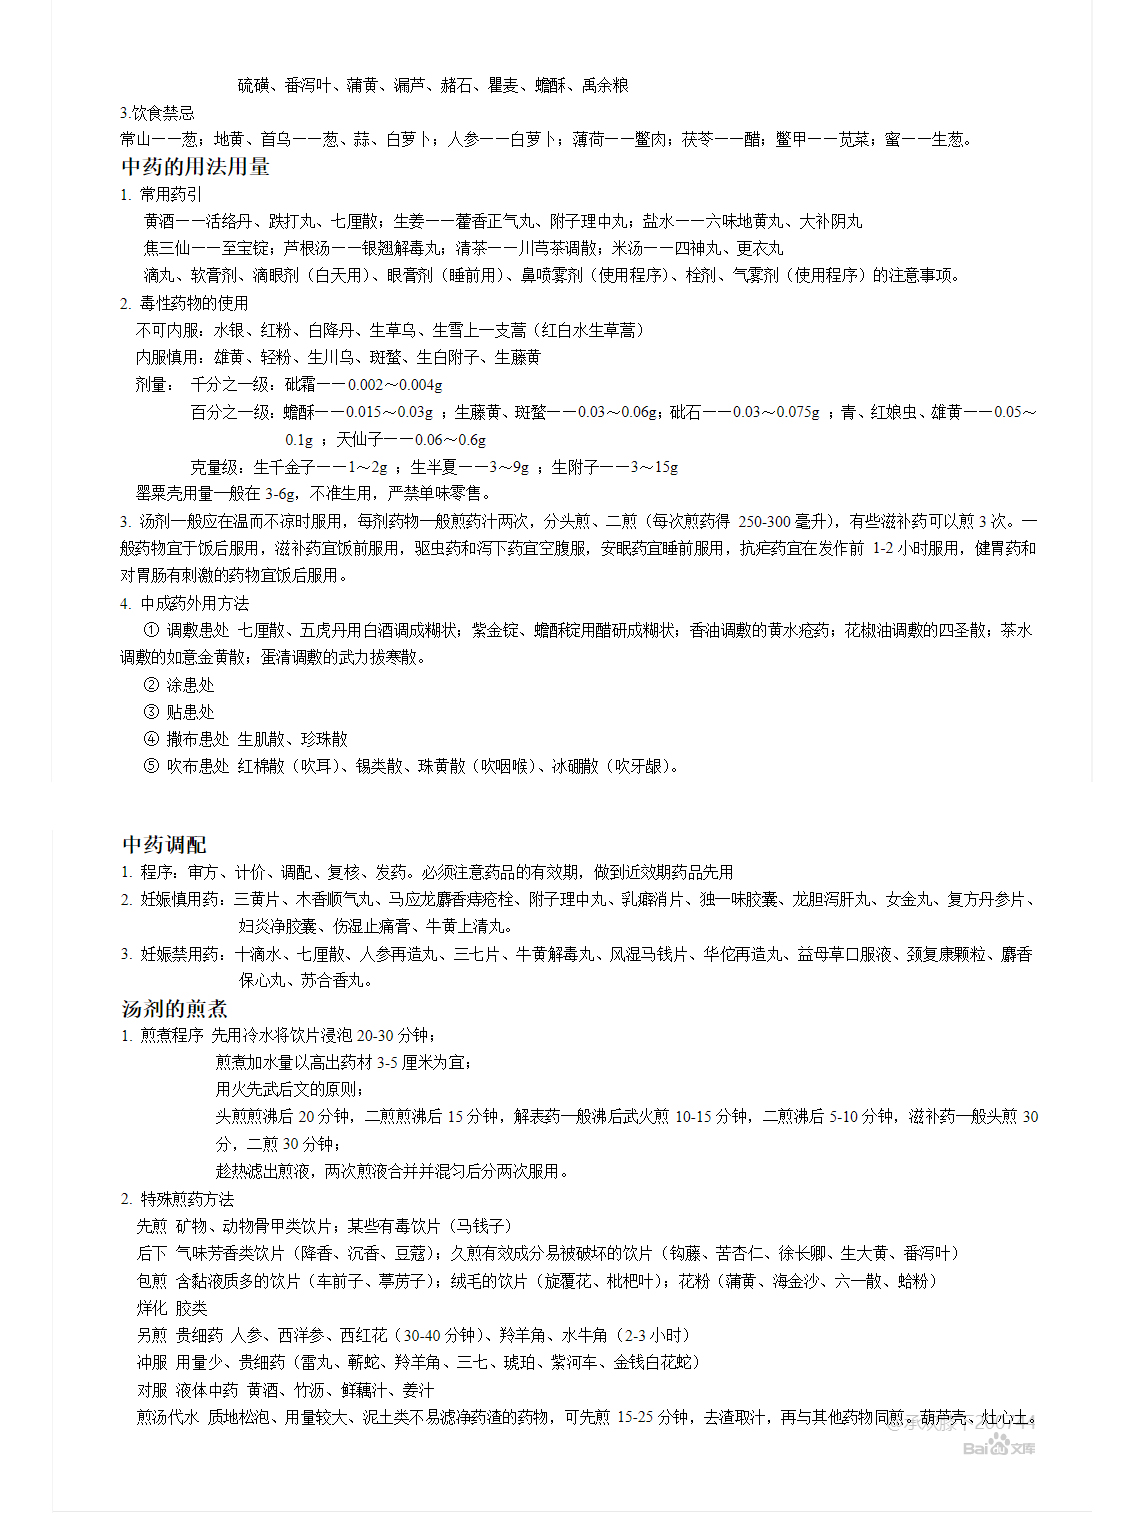 硫磺、番泻叶、蒲黄、漏芦、赭石、瞿麦、蟾酥、禹余粮
3.饮食禁忌
常山——葱；地黄、首乌——葱、蒜、白萝卜；人参——白萝卜；薄荷——鳖肉；茯苓——醋；鳖甲——苋菜；蜜——生葱。
中药的用法用量
1. 常用药引
黄酒——活络丹、跌打丸、七厘散；生姜——藿香正气丸、附子理中丸；盐水——六味地黄丸、大补阴丸
焦三仙——至宝锭；芦根汤——银翘解毒丸；清茶——川芎茶调散；米汤——四神丸、更衣丸
滴丸、软膏剂、滴眼剂（白天用）、眼膏剂（睡前用）、鼻喷雾剂（使用程序）、栓剂、气雾剂（使用程序）的注意事项。
2. 毒性药物的使用
不可内服：水银、红粉、白降丹、生草乌、生雪上一支蒿（红白水生草蒿）
内服慎用：雄黄、轻粉、生川乌、斑蝥、生白附子、生藤黄
剂量： 千分之一级：砒霜——0.002～0.004g
百分之一级：蟾酥——0.015～0.03g ；生藤黄、斑蝥——0.03～0.06g；砒石——0.03～0.075g ；青、红娘虫、雄黄——0.05～
0.1g ；天仙子——0.06～0.6g
克量级：生千金子——1～2g ；生半夏——3～9g ；生附子——3～15g
罂粟壳用量一般在 3-6g，不准生用，严禁单味零售。
3. 汤剂一般应在温而不凉时服用，每剂药物一般煎药汁两次，分头煎、二煎（每次煎药得 250-300 毫升），有些滋补药可以煎 3 次。一
般药物宜于饭后服用，滋补药宜饭前服用，驱虫药和泻下药宜空腹服，安眠药宜睡前服用，抗疟药宜在发作前 1-2 小时服用，健胃药和
对胃肠有刺激的药物宜饭后服用。
4. 中成药外用方法
① 调敷患处 七厘散、五虎丹用白酒调成糊状；紫金锭、蟾酥锭用醋研成糊状；香油调敷的黄水疮药；花椒油调敷的四圣散；茶水
调敷的如意金黄散；蛋清调敷的武力拔寒散。
② 涂患处
③ 贴患处
④ 撒布患处 生肌散、珍珠散
⑤ 吹布患处 红棉散（吹耳）、锡类散、珠黄散（吹咽喉）、冰硼散（吹牙龈）。
中药调配
1. 程序：审方、计价、调配、复核、发药。必须注意药品的有效期，做到近效期药品先用
2. 妊娠慎用药：三黄片、木香顺气丸、马应龙麝香痔疮栓、附子理中丸、乳癖消片、独一味胶囊、龙胆泻肝丸、女金丸、复方丹参片、
妇炎净胶囊、伤湿止痛膏、牛黄上清丸。
3. 妊娠禁用药：十滴水、七厘散、人参再造丸、三七片、牛黄解毒丸、风湿马钱片、华佗再造丸、益母草口服液、颈复康颗粒、麝香
保心丸、苏合香丸。
汤剂的煎煮
1. 煎煮程序 先用冷水将饮片浸泡 20-30 分钟；
煎煮加水量以高出药材 3-5 厘米为宜；
用火先武后文的原则；
头煎煎沸后 20 分钟，二煎煎沸后 15 分钟，解表药一般沸后武火煎 10-15 分钟，二煎沸后 5-10 分钟，滋补药一般头煎 30
分，二煎 30 分钟；
趁热滤出煎液，两次煎液合并并混匀后分两次服用。
2. 特殊煎药方法
先煎 矿物、动物骨甲类饮片；某些有毒饮片（马钱子）
后下 气味芳香类饮片（降香、沉香、豆蔻）；久煎有效成分易被破坏的饮片（钩藤、苦杏仁、徐长卿、生大黄、番泻叶）
包煎 含黏液质多的饮片（车前子、葶苈子）；绒毛的饮片（旋覆花、枇杷叶）；花粉（蒲黄、海金沙、六一散、蛤粉）
烊化 胶类
另煎 贵细药 人参、西洋参、西红花（30-40 分钟）、羚羊角、水牛角（2-3 小时）
冲服 用量少、贵细药（雷丸、蕲蛇、羚羊角、三七、琥珀、紫河车、金钱白花蛇）
对服 液体中药 黄酒、竹沥、鲜藕汁、姜汁
煎汤代水 质地松泡、用量较大、泥土类不易滤净药渣的药物，可先煎 15-25 分钟，去渣取汁，再与其他药物同煎。葫芦壳、灶心土。
Bai du 文库